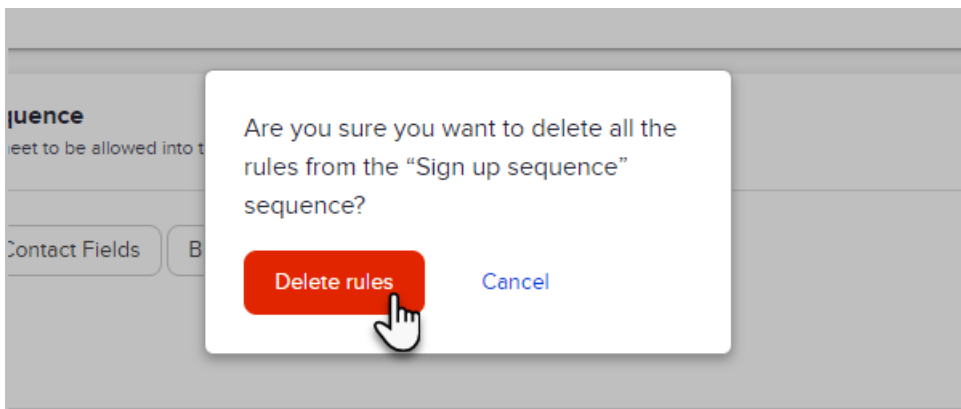 quence
eet to be allowed into t
Are you sure you want to delete all the
rules from the “Sign up sequence”
sequence?
Contact Fields
B
Delete rules
Cancel